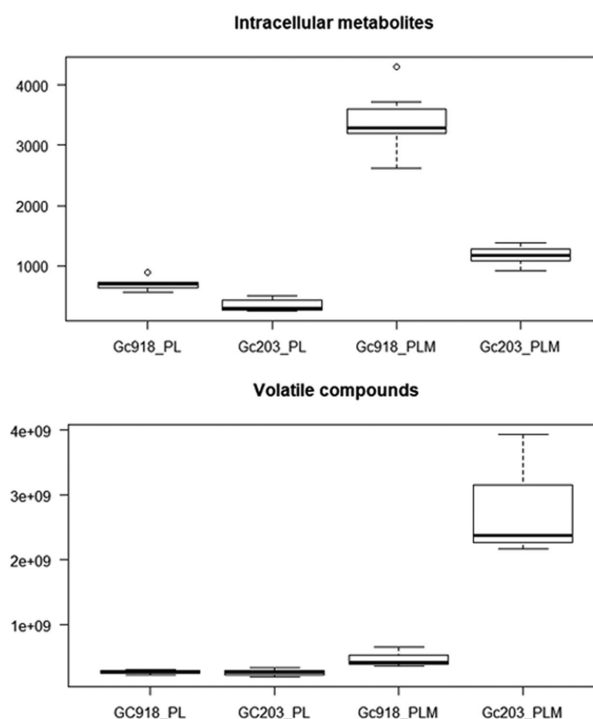 Intracellular metabolites
4000
3000
2000
1000
Gc918_PL Gc203_PL Gc918_PLM Gc203_PLM
Volatile compounds
4e+09
3e+09
2e+09
1e+09
GC918_PL GC203_PL Gc918_PLM Gc203_PLM